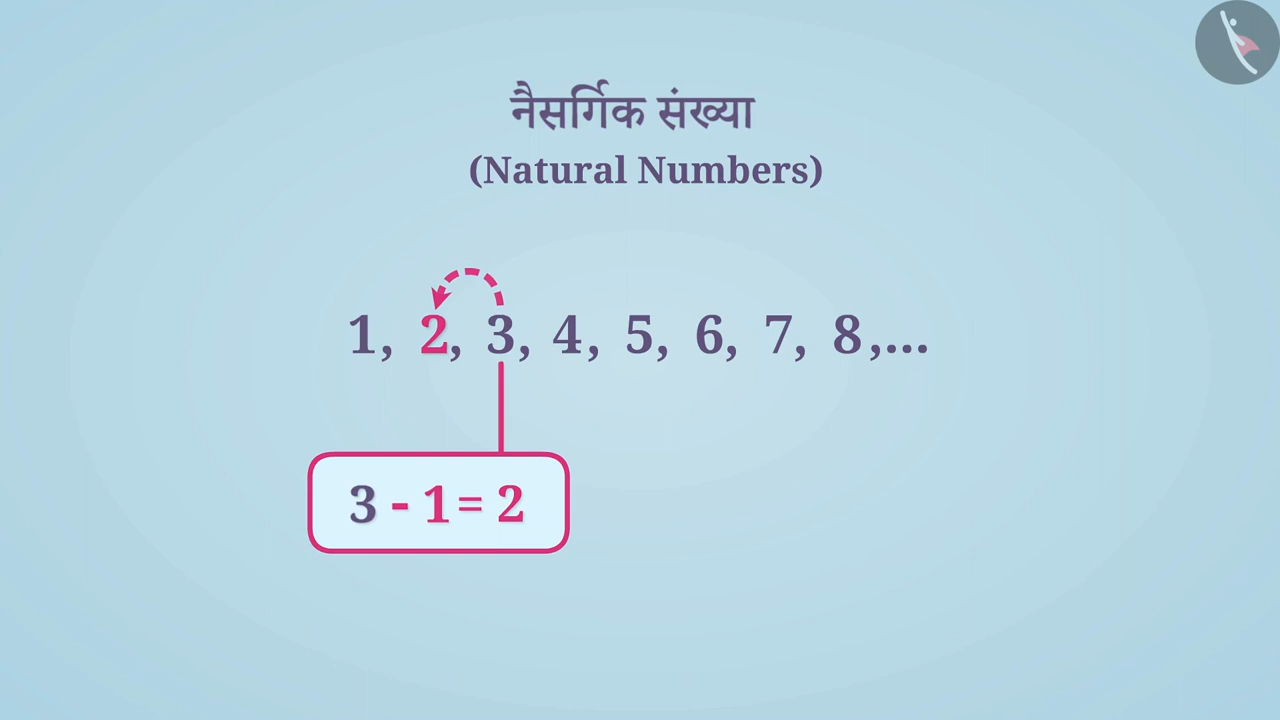 नैसर्गिक संख्या
(Natural Numbers)
1, 2, 3, 4, 5, 6, 7, 8,...
3 - 1 = 2